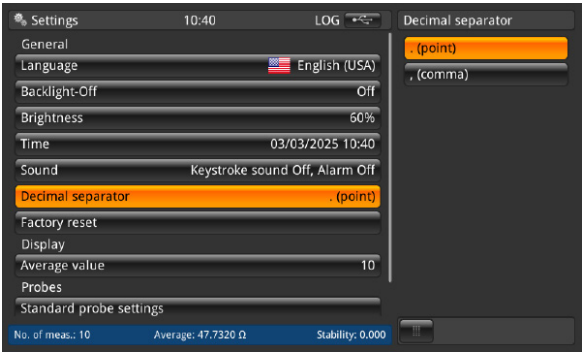 Settings 10:40 LOG
General
Language English (USA)
Backlight-Off Off
Brightness 60%
Time 03/03/2025 10:40
Sound Keystroke sound Off, Alarm Off
Decimal separator . (point)
Factory reset
Display
Average value 10
Probes
Standard probe settings
No. of meas.: 10 Average: 47.7320 Ω Stability: 0.000
Decimal separator
. (point)
, (comma)